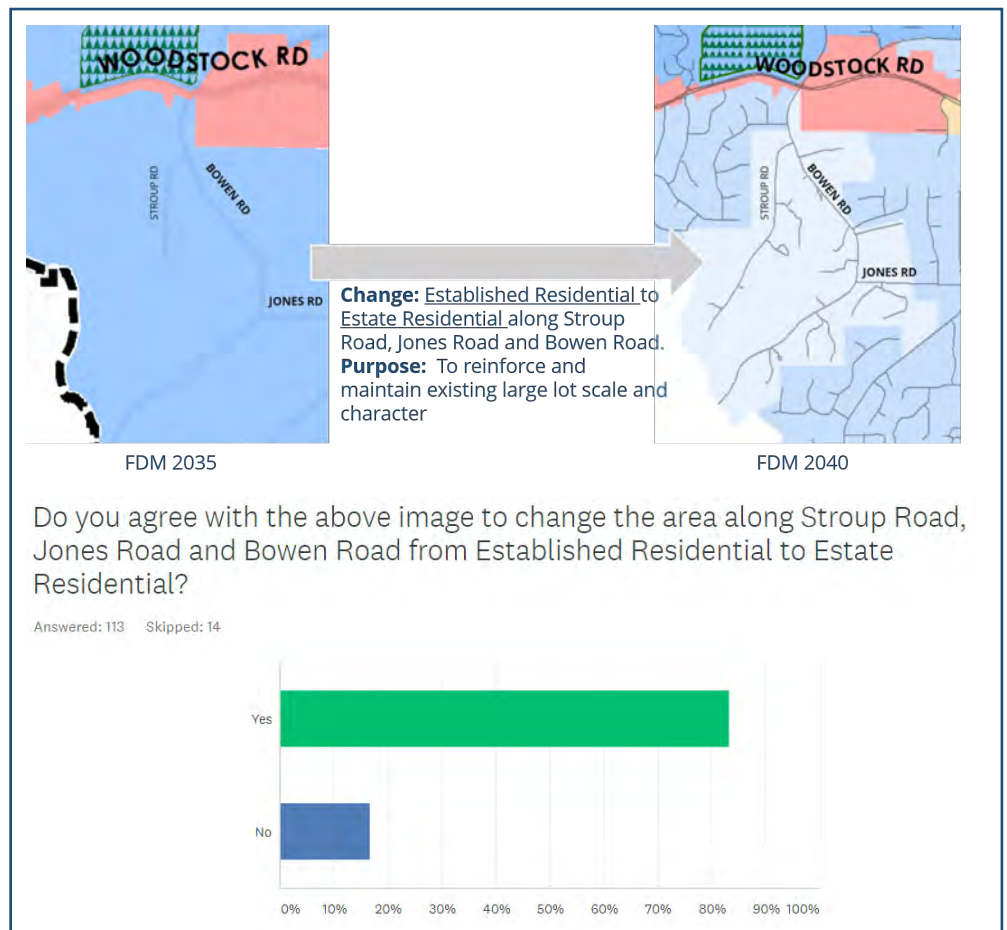 WOODSTOCK RD
STROUP RD
BOWEN RD
JONES RD
FDM 2035
Change: Established Residential to
Estate Residential along Stroup
Road, Jones Road and Bowen Road.
Purpose: To reinforce and
maintain existing large lot scale and
character
WOODSTOCK RD
STROUP RD
BOWEN RD
JONES RD
FDM 2040
Do you agree with the above image to change the area along Stroup Road,
Jones Road and Bowen Road from Established Residential to Estate
Residential?
Answered: 113 Skipped: 14
Yes
No
0% 10% 20% 30% 40% 50% 60% 70% 80% 90% 100%